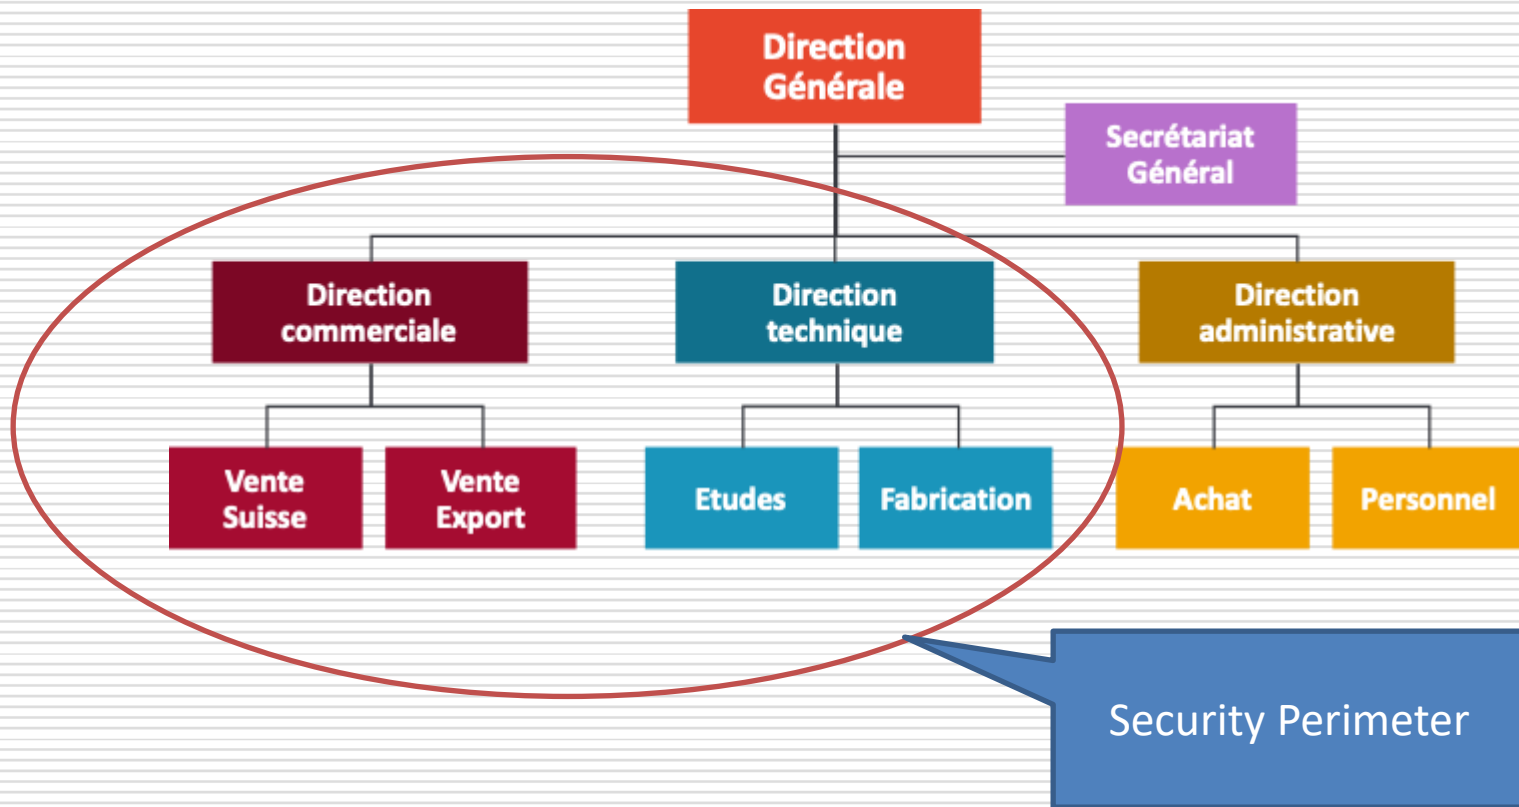 Direction
Générale
Secrétariat
Général
Direction
commerciale
Direction
technique
Direction
administrative
Vente
Suisse
Vente
Export
Etudes
Fabrication
Achat
Personnel
Security Perimeter